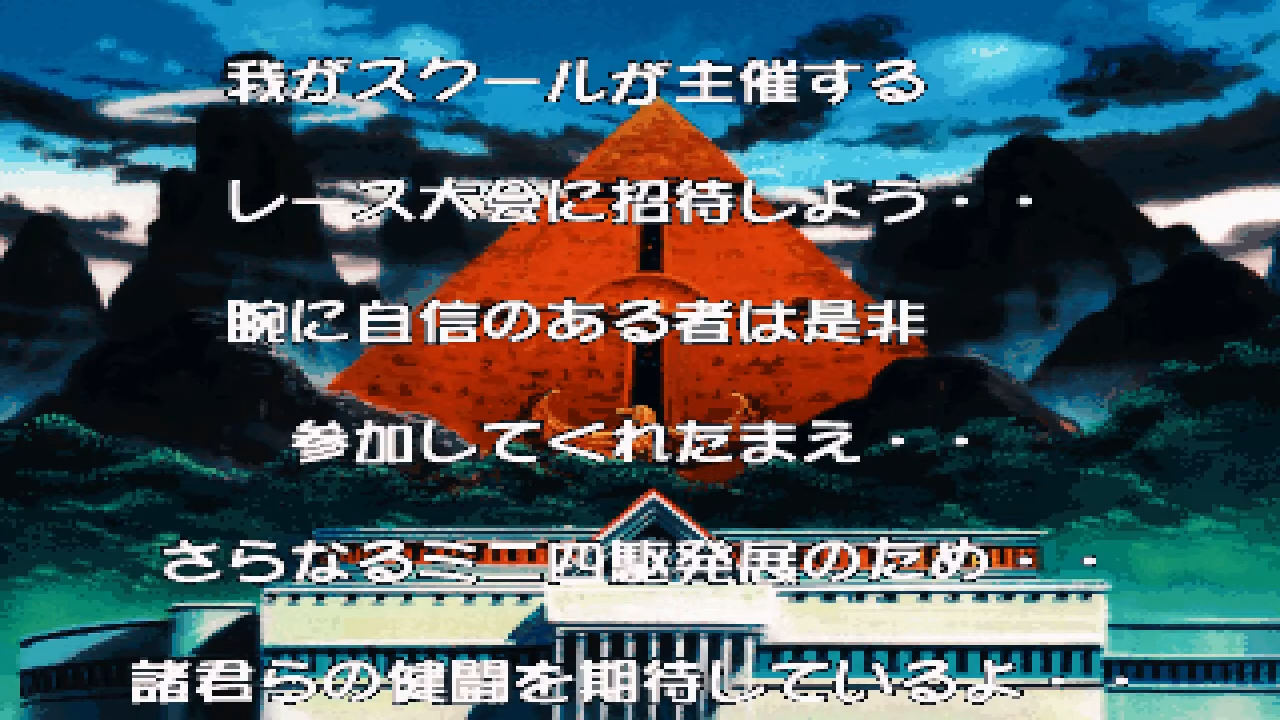 我がスクールが主催する
レース大会に招待しよう・・
腕に自信のある者は是非
参加してくれたまえ・・
さらなるミニ四駆発展のため・・
諸君らの健闘を期待しているよ・・